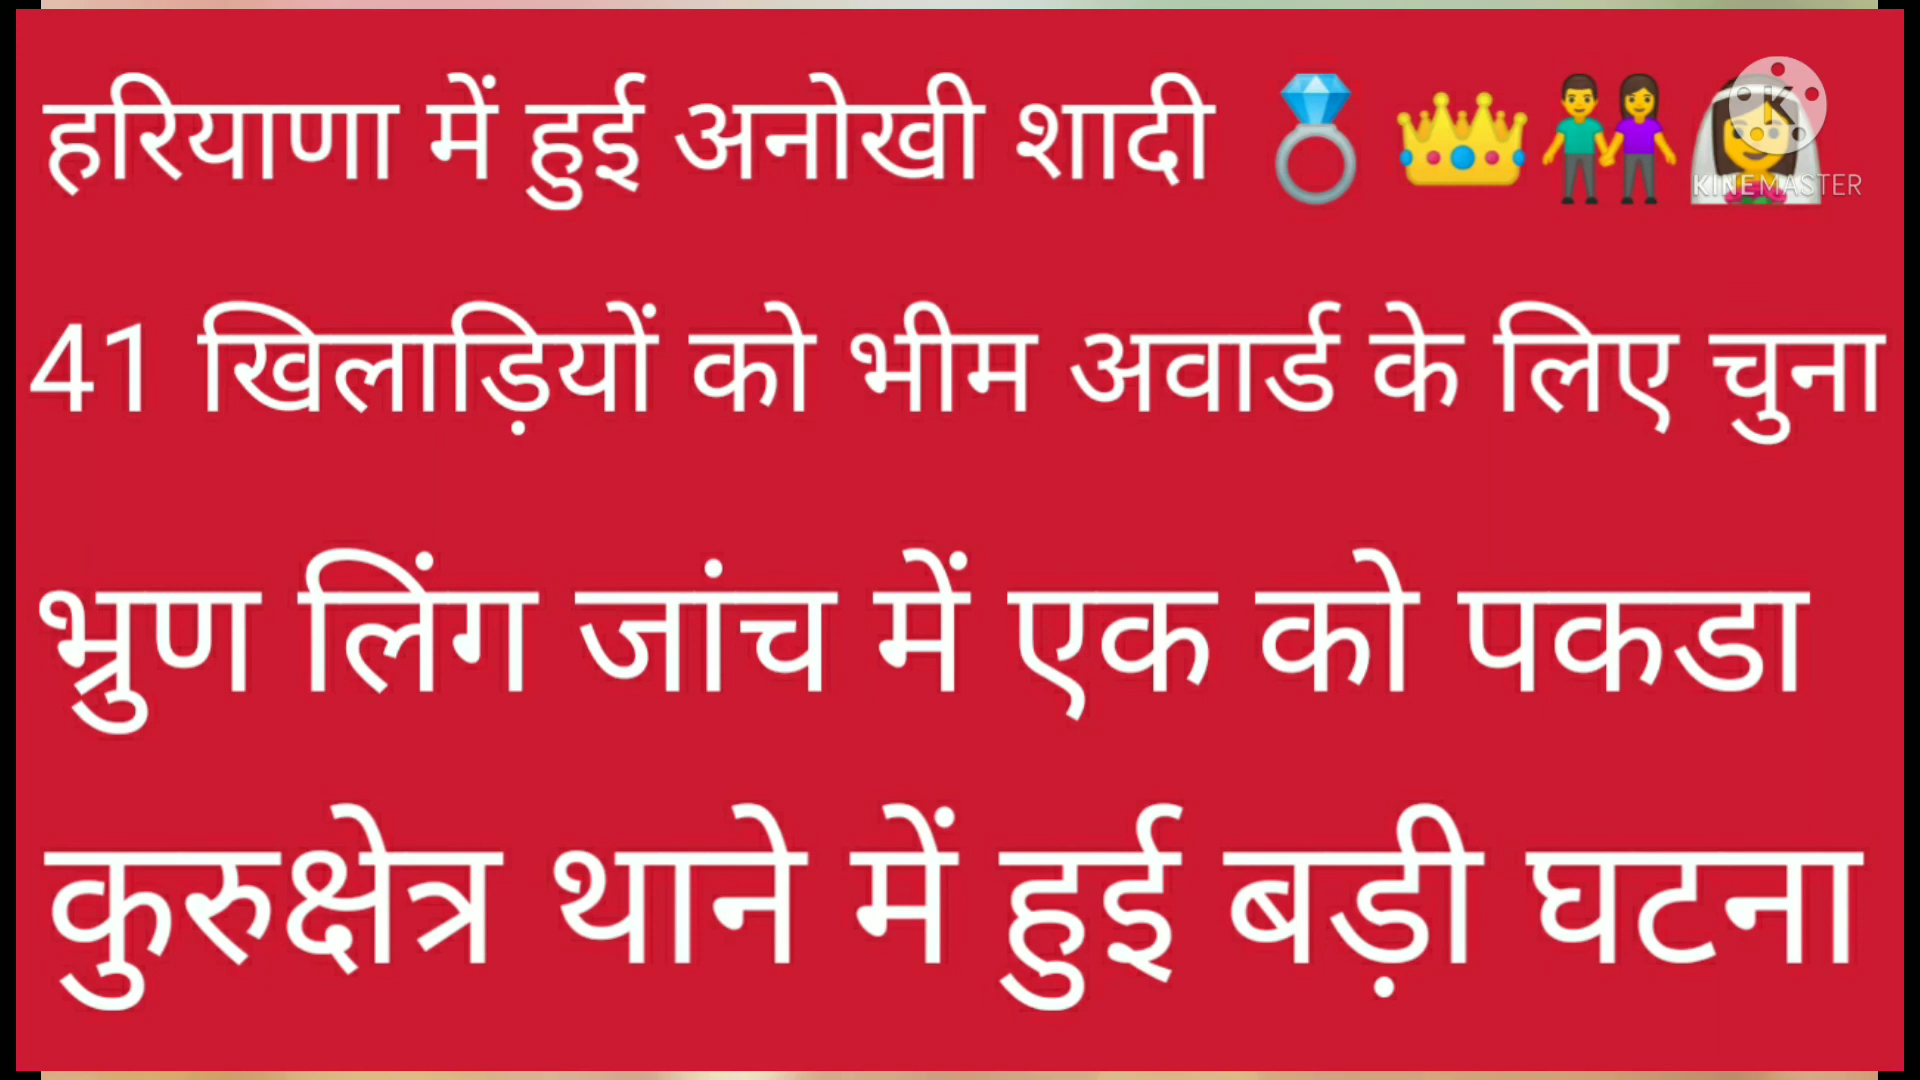 हरियाणा में हुई अनोखी शादी 💍 👑👫👰
KINEMASTER
41 खिलाड़ियों को भीम अवार्ड के लिए चुना
भ्रुण लिंग जांच में एक को पकडा
कुरुक्षेत्र थाने में हुई बड़ी घटना